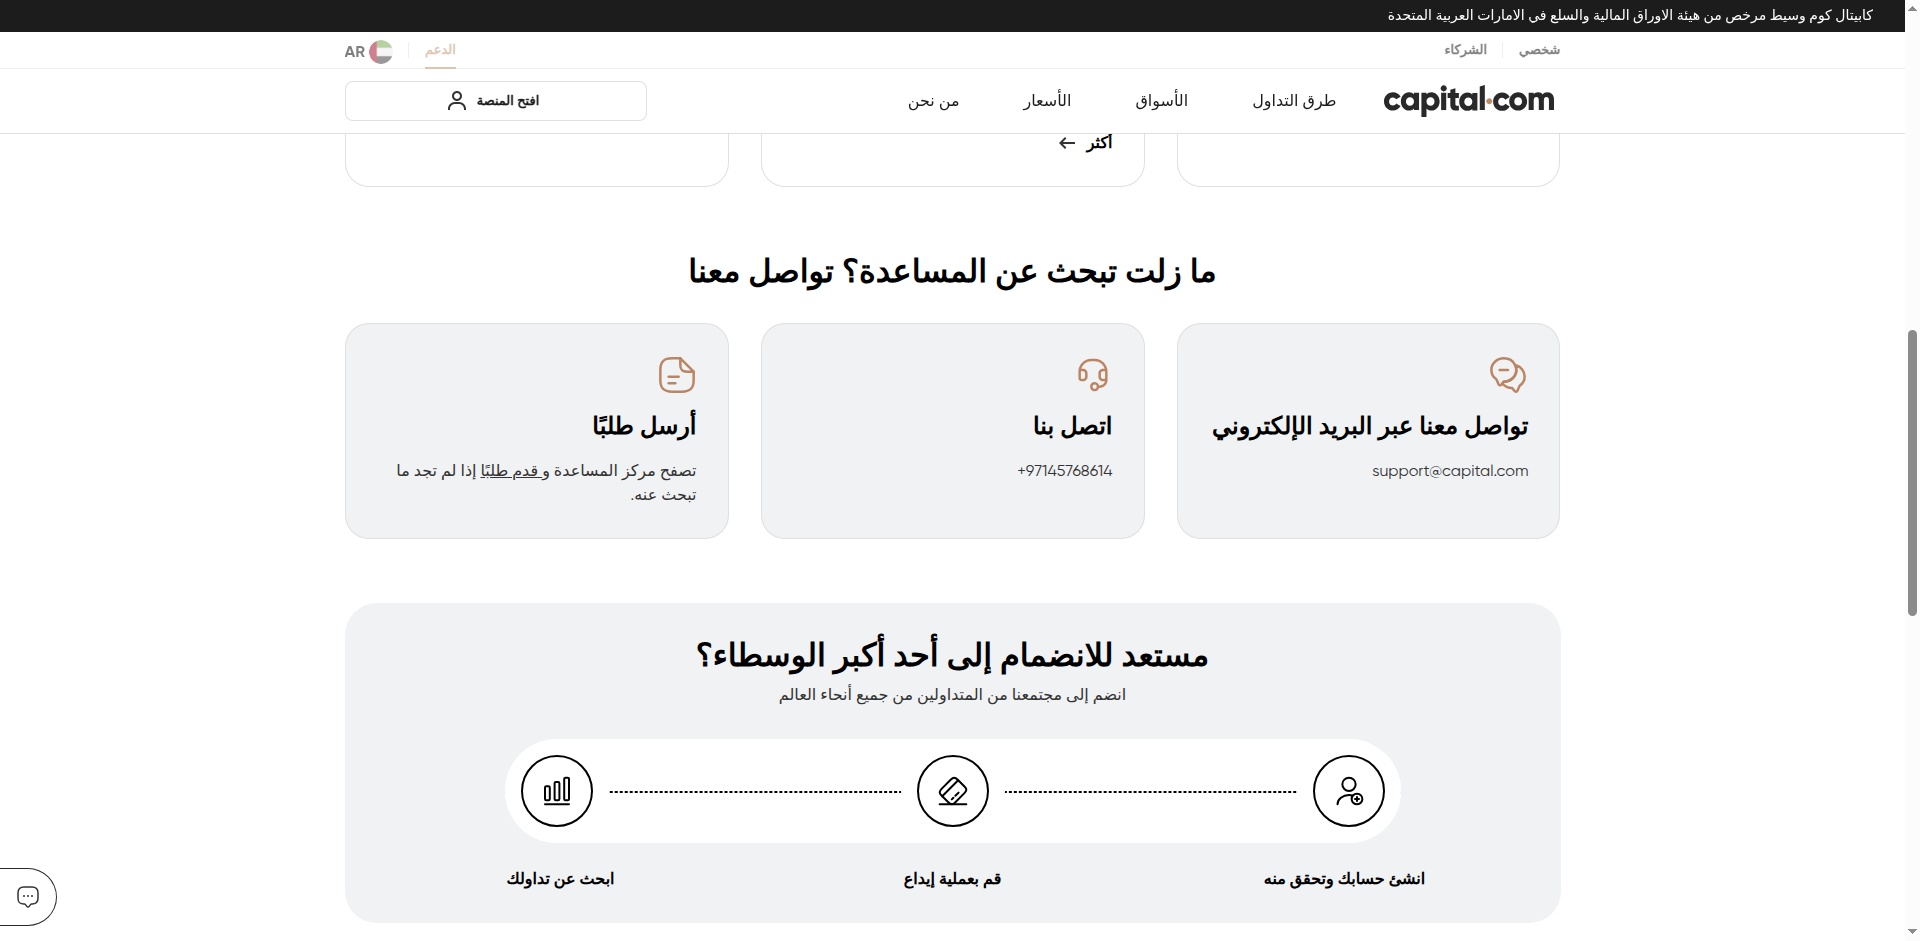 كابيتال كوم وسيط مرخص من هيئة الاوراق المالية والسلع في الامارات العربية المتحدة
شخصي
الشركاء
الدعم
AR
capital.com
طرق التداول
الأسواق
الأسعار
من نحن
افتح المنصة
أكثر
ما زلت تبحث عن المساعدة؟ تواصل معنا
تواصل معنا عبر البريد الإلكتروني
support@capital.com
اتصل بنا
+97145768614
أرسل طلبًا
تصفح مركز المساعدة و قدم طلبًا إذا لم تجد ما
تبحث عنه.
مستعد للانضمام إلى أحد أكبر الوسطاء؟
انضم إلى مجتمعنا من المتداولين من جميع أنحاء العالم
انشئ حسابك وتحقق منه
قم بعملية إيداع
ابحث عن تداولك